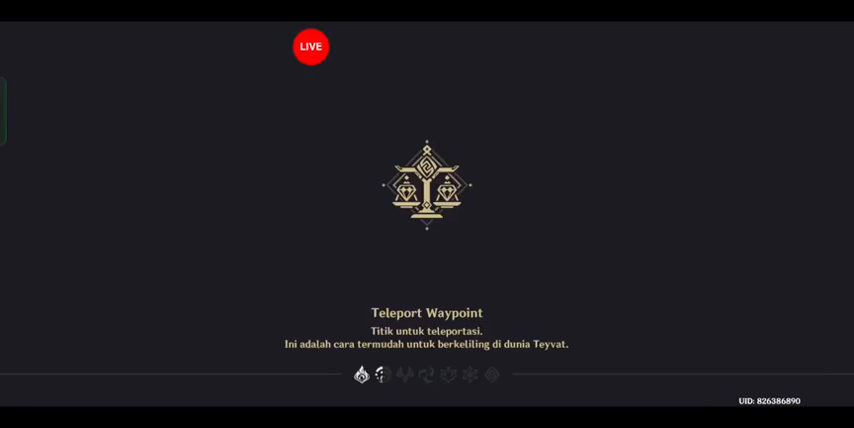 LIVE
Teleport Waypoint
Titik untuk teleportasi.
Ini adalah cara termudah untuk berkeliling di dunia Teyvat.
UID: 826386890